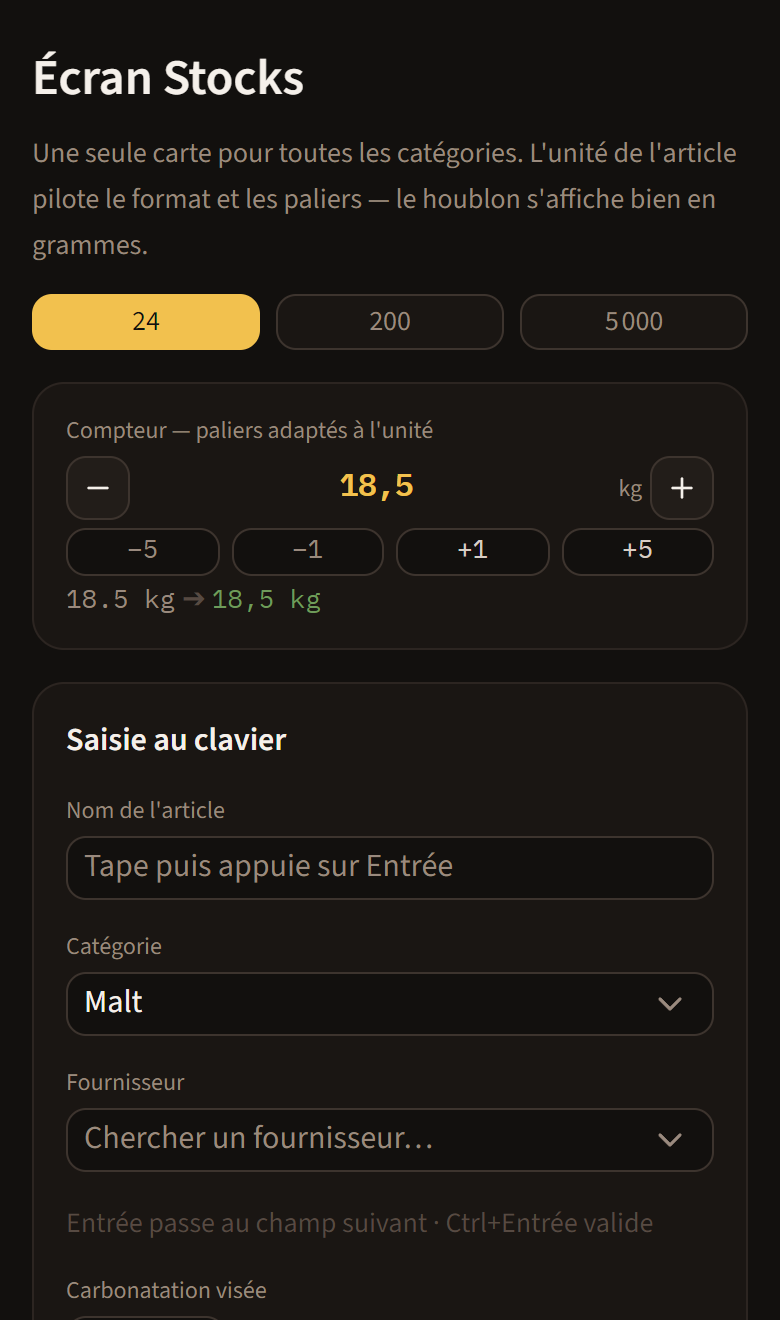 Écran Stocks
Une seule carte pour toutes les catégories. L'unité de l'article
pilote le format et les paliers — le houblon s'affiche bien en
grammes.
24 200 5 000
Compteur — paliers adaptés à l'unité
− 18,5 kg +
−5 −1 +1 +5
18.5 kg → 18,5 kg
Saisie au clavier
Nom de l'article
Tape puis appuie sur Entrée
Catégorie
Malt
Fournisseur
Chercher un fournisseur…
Entrée passe au champ suivant · Ctrl+Entrée valide
Carbonatation visée